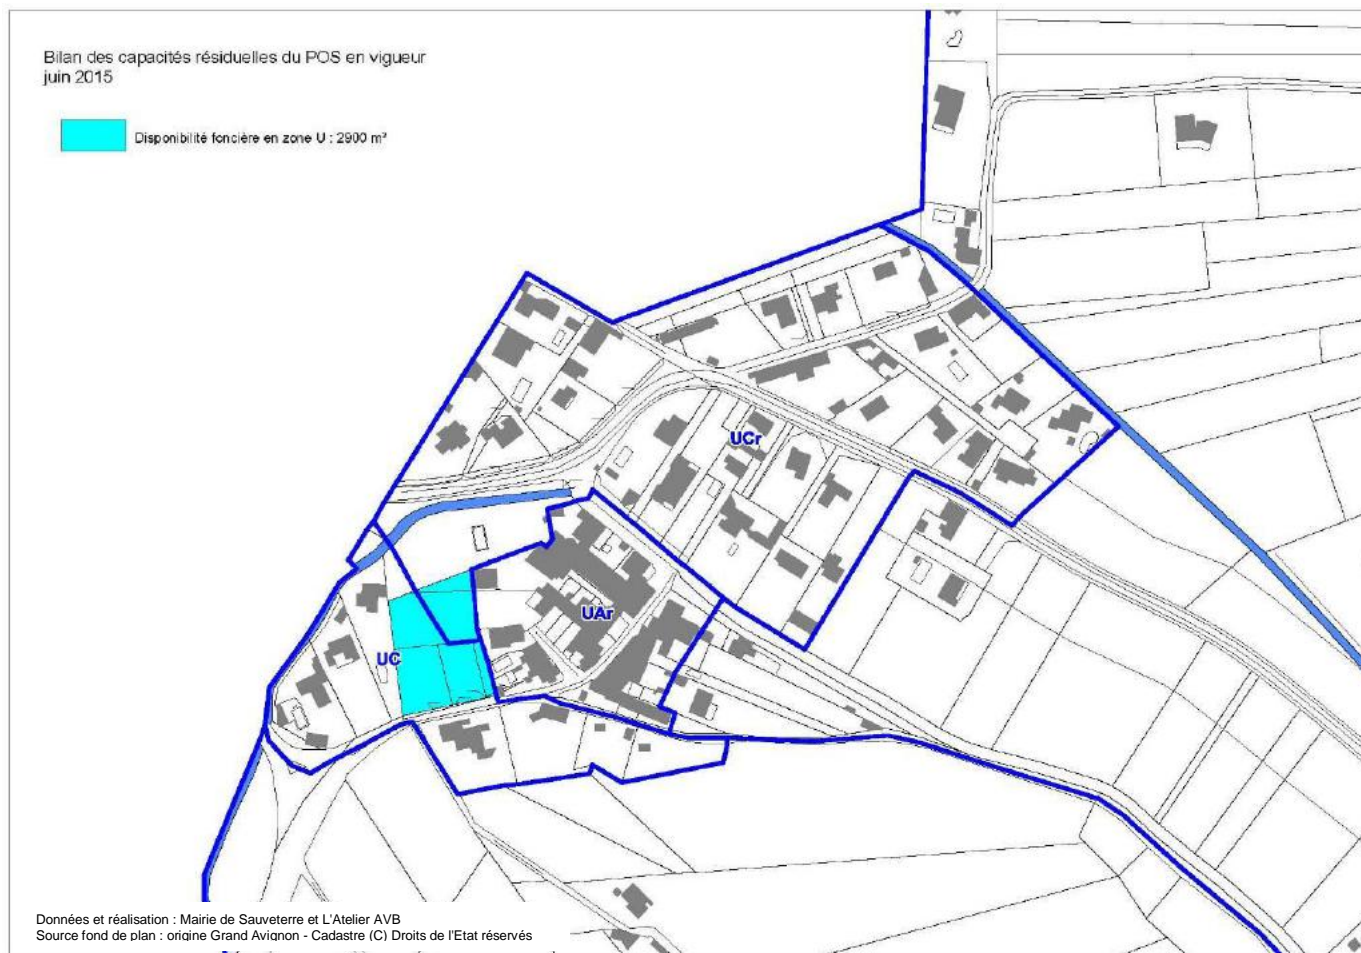 Bilan des capacités résiduelles du POS en vigueur
juin 2015
Disponibilité foncière en zone U : 2900 m²
UCr
UAr
UC
Données et réalisation : Mairie de Sauveterre et L'Atelier AVB
Source fond de plan : origine Grand Avignon - Cadastre (C) Droits de l'Etat réservés